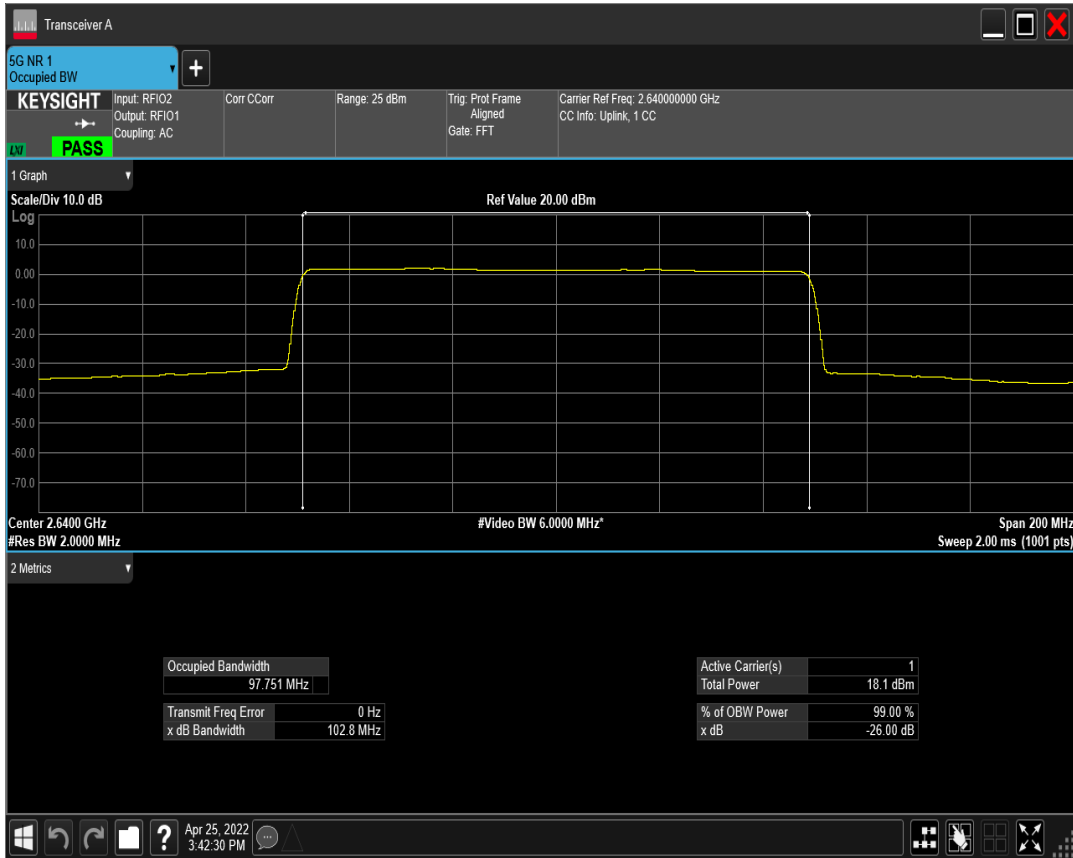 Transceiver A
5G NR 1
Occupied BW
+
KEYSIGHT
LXI
PASS
Input: RFIO2
Output: RFIO1
Coupling: AC
Corr CCorr
Range: 25 dBm
Trig: Prot Frame
Aligned
Gate: FFT
Carrier Ref Freq: 2.640000000 GHz
CC Info: Uplink, 1 CC
1 Graph
Scale/Div 10.0 dB
Ref Value 20.00 dBm
Log
10.0
0.00
-10.0
-20.0
-30.0
-40.0
-50.0
-60.0
-70.0
Center 2.6400 GHz
#Video BW 6.0000 MHz*
Span 200 MHz
#Res BW 2.0000 MHz
Sweep 2.00 ms (1001 pts)
2 Metrics
Occupied Bandwidth
97.751 MHz
Transmit Freq Error 0 Hz
x dB Bandwidth 102.8 MHz
Active Carrier(s) 1
Total Power 18.1 dBm
% of OBW Power 99.00 %
x dB -26.00 dB
?
Apr 25, 2022
3:42:30 PM